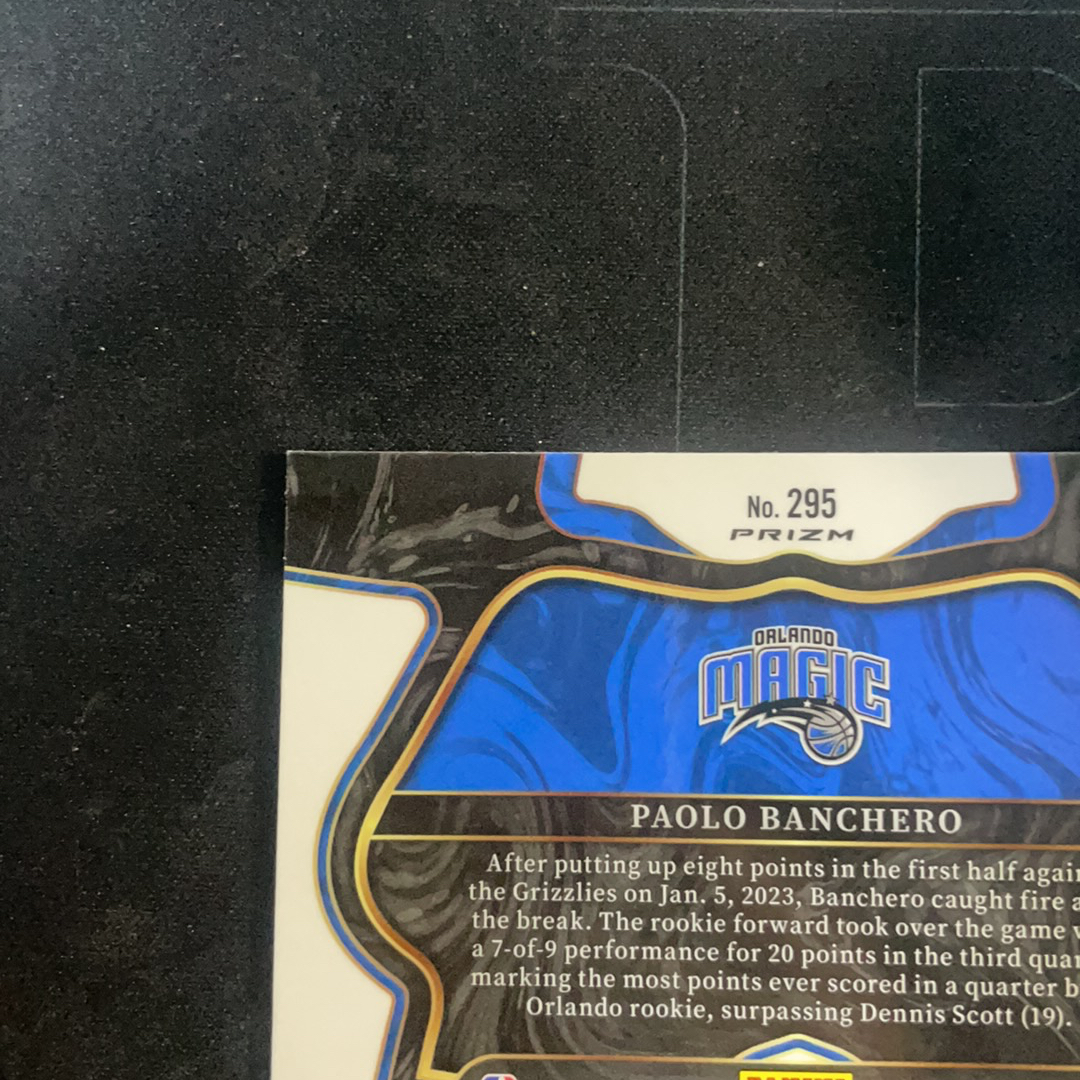 No. 295
PRIZM
ORLANDO
MAGIC
PAOLO BANCHERO
After putting up eight points in the first half
the Grizzlies on Jan. 5, 2023, Banchero caught fire
the break. The rookie forward took over the game
a 7-of-9 performance for 20 points in the third
marking the most points ever scored in a quarter
Orlando rookie, surpassing Dennis Scott (19).